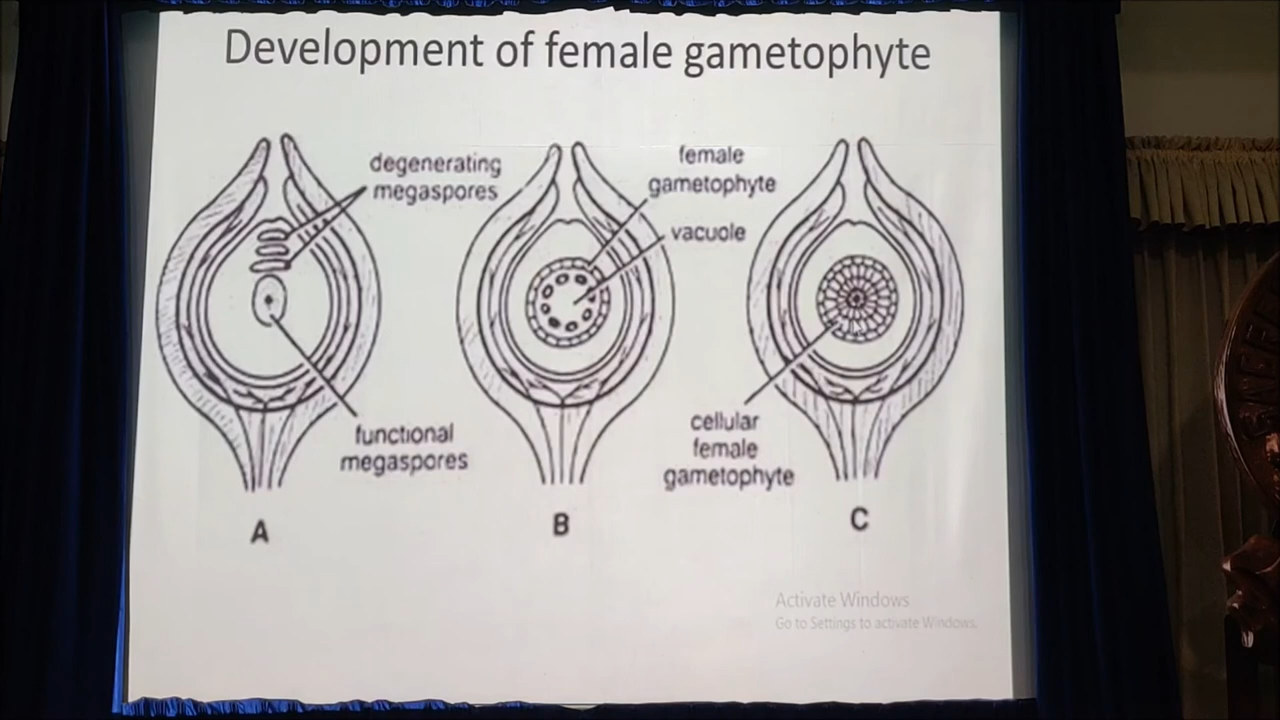 Development of female gametophyte
degenerating
megaspores
functional
megaspores
A
female
gametophyte
vacuole
B
cellular
female
gametophyte
C
Activate Windows
Go to Settings to activate Windows.